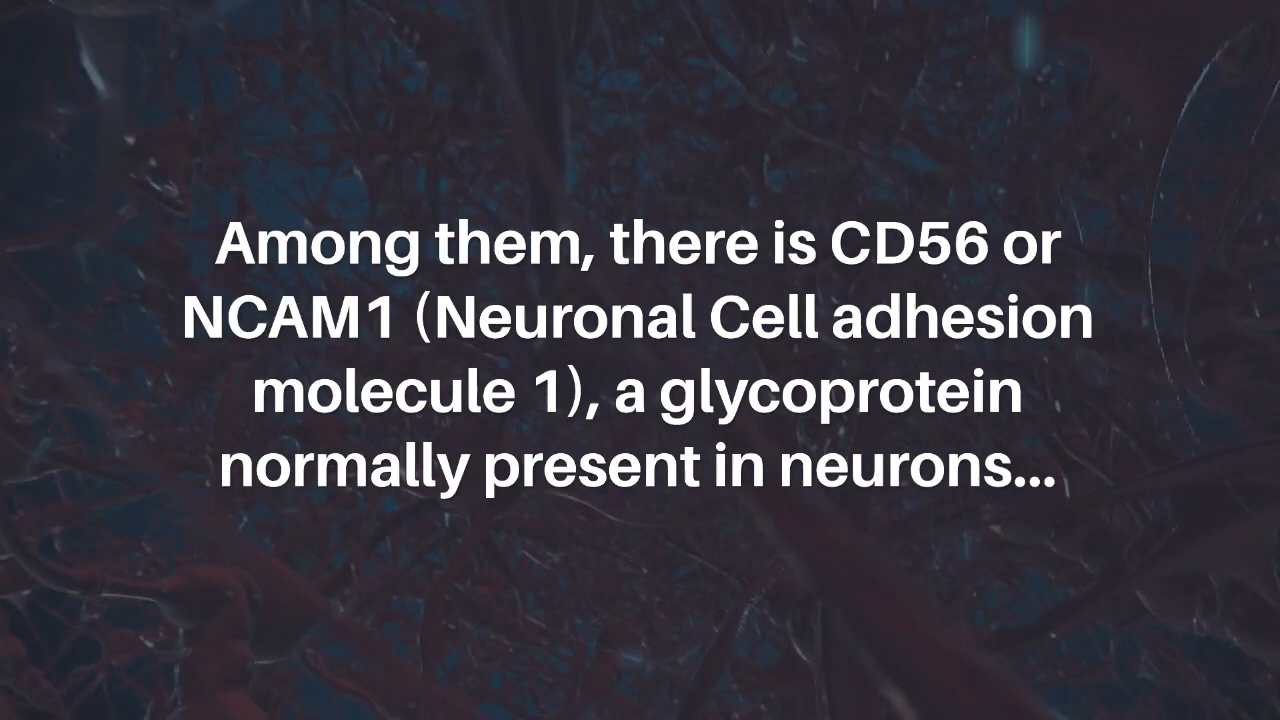 Among them, there is CD56 or
NCAM1 (Neuronal Cell adhesion
molecule 1), a glycoprotein
normally present in neurons...